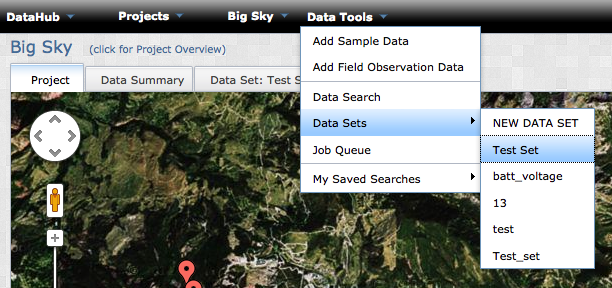 DataHub Projects Big Sky Data Tools
Big Sky (click for Project Overview)
Project Data Summary Data Set: Test S
Add Sample Data
Add Field Observation Data
Data Search
Data Sets
Job Queue
My Saved Searches
NEW DATA SET
Test Set
batt_voltage
13
test
Test_set